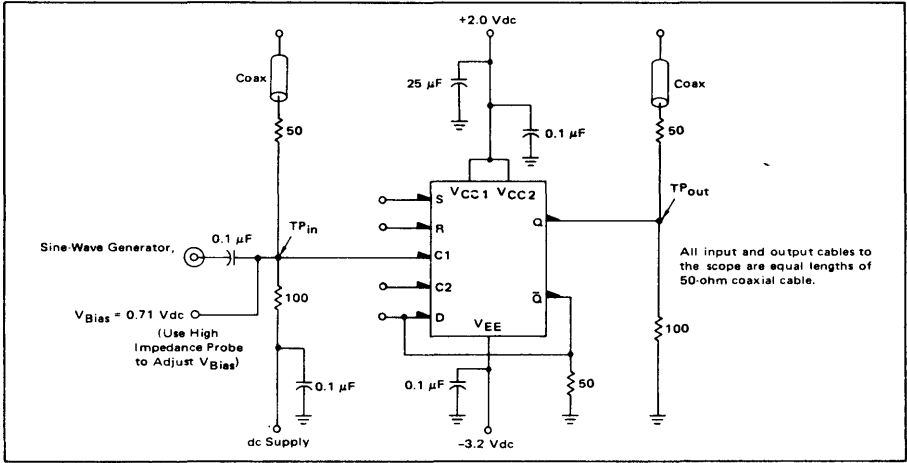 +2.0 Vdc
Coax
25 µF
Coax
50
0.1 µF
50
VCC1 VCC2
S
TPout
R
Q
TPin
Sine-Wave Generator,
0.1 µF
C1
All input and output cables to
the scope are equal lengths of
50-ohm coaxial cable.
100
C2
Q̅
VBias = 0.71 Vdc
D
VEE
100
(Use High
Impedance Probe
to Adjust VBias)
0.1 µF
0.1 µF
50
dc Supply
–3.2 Vdc